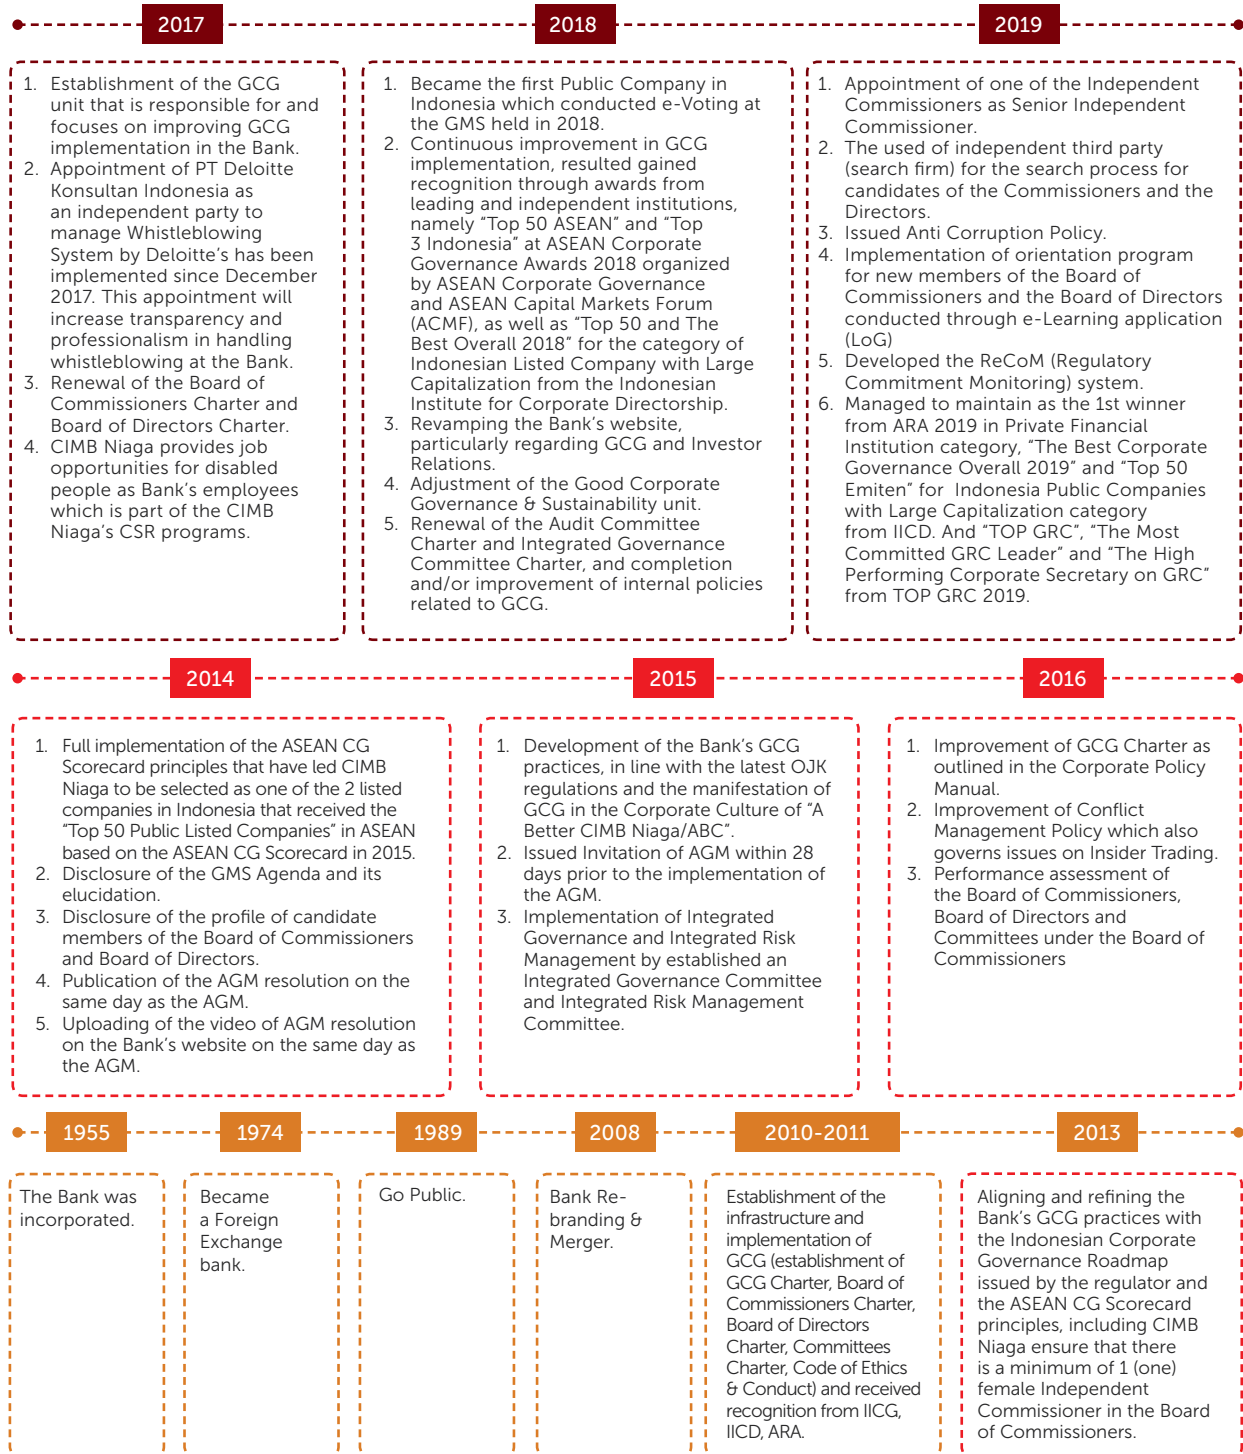 2017
2018
2019
1. Establishment of the GCG
unit that is responsible for and
focuses on improving GCG
implementation in the Bank.
2. Appointment of PT Deloitte
Konsultan Indonesia as
an independent party to
manage Whistleblowing
System by Deloitte's has been
implemented since December
2017. This appointment will
increase transparency and
professionalism in handling
whistleblowing at the Bank.
3. Renewal of the Board of
Commissioners Charter and
Board of Directors Charter.
4. CIMB Niaga provides job
opportunities for disabled
people as Bank's employees
which is part of the CIMB
Niaga's CSR programs.
1. Became the first Public Company in
Indonesia which conducted e-Voting at
the GMS held in 2018.
2. Continuous improvement in GCG
implementation, resulted gained
recognition through awards from
leading and independent institutions,
namely “Top 50 ASEAN” and “Top
3 Indonesia” at ASEAN Corporate
Governance Awards 2018 organized
by ASEAN Corporate Governance
and ASEAN Capital Markets Forum
(ACMF), as well as “Top 50 and The
Best Overall 2018” for the category of
Indonesian Listed Company with Large
Capitalization from the Indonesian
Institute for Corporate Directorship.
3. Revamping the Bank's website,
particularly regarding GCG and Investor
Relations.
4. Adjustment of the Good Corporate
Governance & Sustainability unit.
5. Renewal of the Audit Committee
Charter and Integrated Governance
Committee Charter, and completion
and/or improvement of internal policies
related to GCG.
1. Appointment of one of the Independent
Commissioners as Senior Independent
Commissioner.
2. The used of independent third party
(search firm) for the search process for
candidates of the Commissioners and the
Directors.
3. Issued Anti Corruption Policy.
4. Implementation of orientation program
for new members of the Board of
Commissioners and the Board of Directors
conducted through e-Learning application
(LoG)
5. Developed the ReCoM (Regulatory
Commitment Monitoring) system.
6. Managed to maintain as the 1st winner
from ARA 2019 in Private Financial
Institution category, “The Best Corporate
Governance Overall 2019” and “Top 50
Emiten” for Indonesia Public Companies
with Large Capitalization category
from IICD. And “TOP GRC”, “The Most
Committed GRC Leader” and “The High
Performing Corporate Secretary on GRC”
from TOP GRC 2019.
2014
2015
2016
1. Full implementation of the ASEAN CG
Scorecard principles that have led CIMB
Niaga to be selected as one of the 2 listed
companies in Indonesia that received the
“Top 50 Public Listed Companies” in ASEAN
based on the ASEAN CG Scorecard in 2015.
2. Disclosure of the GMS Agenda and its
elucidation.
3. Disclosure of the profile of candidate
members of the Board of Commissioners
and Board of Directors.
4. Publication of the AGM resolution on the
same day as the AGM.
5. Uploading of the video of AGM resolution
on the Bank's website on the same day as
the AGM.
1. Development of the Bank's GCG
practices, in line with the latest OJK
regulations and the manifestation of
GCG in the Corporate Culture of “A
Better CIMB Niaga/ABC”.
2. Issued Invitation of AGM within 28
days prior to the implementation of
the AGM.
3. Implementation of Integrated
Governance and Integrated Risk
Management by established an
Integrated Governance Committee
and Integrated Risk Management
Committee.
1. Improvement of GCG Charter as
outlined in the Corporate Policy
Manual.
2. Improvement of Conflict
Management Policy which also
governs issues on Insider Trading.
3. Performance assessment of
the Board of Commissioners,
Board of Directors and
Committees under the Board of
Commissioners
1955
1974
1989
2008
2010-2011
2013
The Bank was
incorporated.
Became
a Foreign
Exchange
bank.
Go Public.
Bank Re-
branding &
Merger.
Establishment of the
infrastructure and
implementation of
GCG (establishment of
GCG Charter, Board of
Commissioners Charter,
Board of Directors
Charter, Committees
Charter, Code of Ethics
& Conduct) and received
recognition from IICG,
IICD, ARA.
Aligning and refining the
Bank's GCG practices with
the Indonesian Corporate
Governance Roadmap
issued by the regulator and
the ASEAN CG Scorecard
principles, including CIMB
Niaga ensure that there
is a minimum of 1 (one)
female Independent
Commissioner in the Board
of Commissioners.